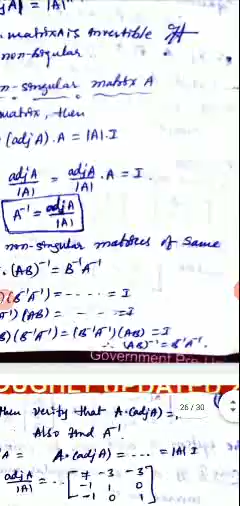 |A| = |A|ⁿ
matrix is invertible iff
non-singular.
n-singular matrix A
matrix, then
(adj A).A = |A|.I
adj A/|A| = adj A/|A| . A = I.
A⁻¹ = adj A/|A|
non-singular matrices of same
. (AB)⁻¹ = B⁻¹A⁻¹
)(B⁻¹A⁻¹) = ---- = I
A⁻¹)(AB) = --- --- = I
B)(B⁻¹A⁻¹) = (B⁻¹A⁻¹)(AB) = I
∴ (AB)⁻¹ = B⁻¹A⁻¹.
Government Pre-U
then verify that A.(adj A) =
26 / 30
Also find A⁻¹
A = A.(adj A) = ... = |A| I
adj A/|A| = ... [7 -3 -3
-1 1 0
-1 0 1]